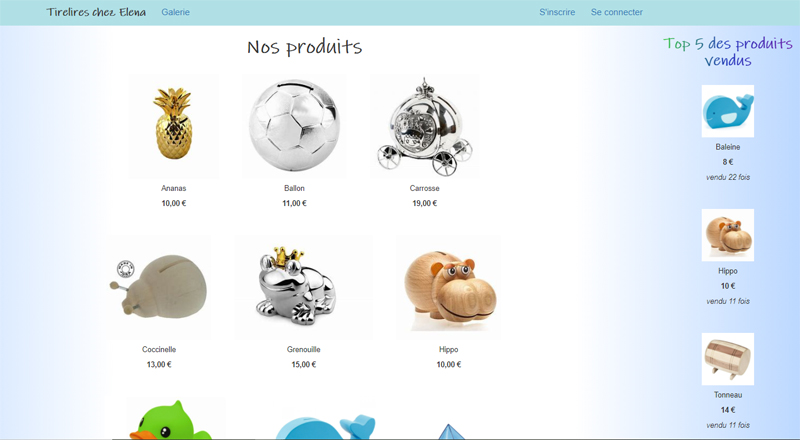 Tirelires chez Elena
Galerie
S'inscrire
Se connecter
Nos produits
Ananas
10,00 €
Ballon
11,00 €
Carrosse
19,00 €
Coccinelle
13,00 €
Grenouille
15,00 €
Hippo
10,00 €
Top 5 des produits
vendus
Baleine
8 €
vendu 22 fois
Hippo
10 €
vendu 11 fois
Tonneau
14 €
vendu 11 fois